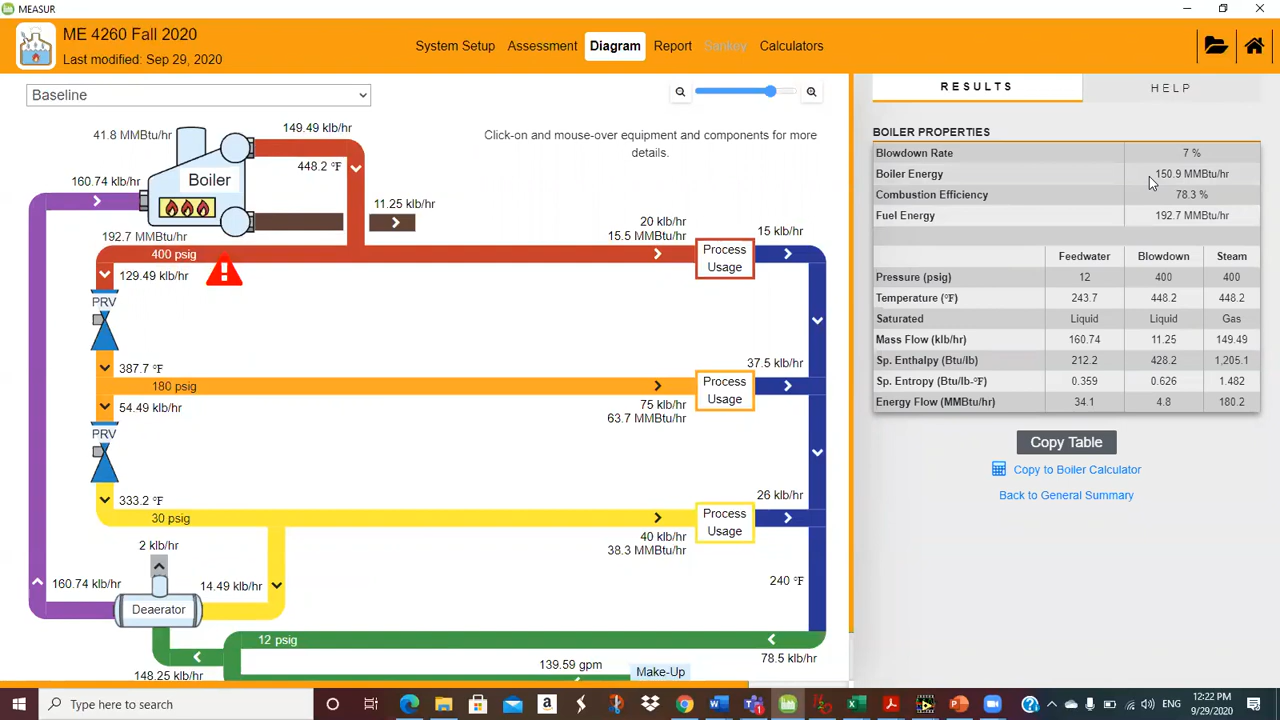 MEASUR
ME 4260 Fall 2020
Last modified: Sep 29, 2020
System Setup Assessment Diagram Report Sankey Calculators
Baseline
Click-on and mouse-over equipment and components for more
details.
41.8 MMBtu/hr
149.49 klb/hr
448.2 °F
160.74 klb/hr
Boiler
11.25 klb/hr
192.7 MMBtu/hr
400 psig
129.49 klb/hr
20 klb/hr
15.5 MMBtu/hr
Process
Usage
15 klb/hr
PRV
387.7 °F
180 psig
54.49 klb/hr
75 klb/hr
63.7 MMBtu/hr
Process
Usage
37.5 klb/hr
PRV
333.2 °F
30 psig
40 klb/hr
38.3 MMBtu/hr
Process
Usage
26 klb/hr
2 klb/hr
160.74 klb/hr
14.49 klb/hr
Deaerator
240 °F
12 psig
78.5 klb/hr
148.25 klb/hr
139.59 gpm
Make-Up
RESULTS HELP
BOILER PROPERTIES
Blowdown Rate 7 %
Boiler Energy 150.9 MMBtu/hr
Combustion Efficiency 78.3 %
Fuel Energy 192.7 MMBtu/hr
Feedwater Blowdown Steam
Pressure (psig) 12 400 400
Temperature (°F) 243.7 448.2 448.2
Saturated Liquid Liquid Gas
Mass Flow (klb/hr) 160.74 11.25 149.49
Sp. Enthalpy (Btu/lb) 212.2 428.2 1,205.1
Sp. Entropy (Btu/lb-°F) 0.359 0.626 1.482
Energy Flow (MMBtu/hr) 34.1 4.8 180.2
Copy Table
Copy to Boiler Calculator
Back to General Summary
Type here to search
ENG
12:22 PM
9/29/2020